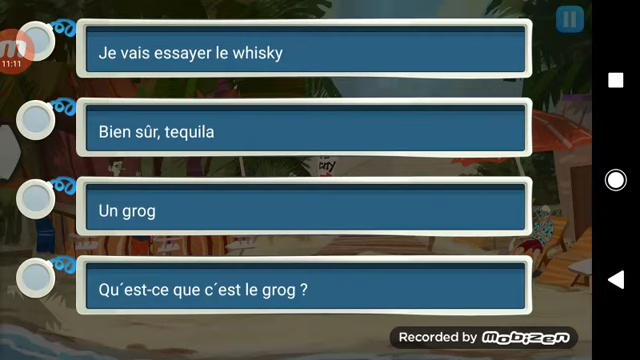 Je vais essayer le whisky
11:11
Bien sûr, tequila
Un grog
Qu´est-ce que c´est le grog ?
Recorded by mobizen